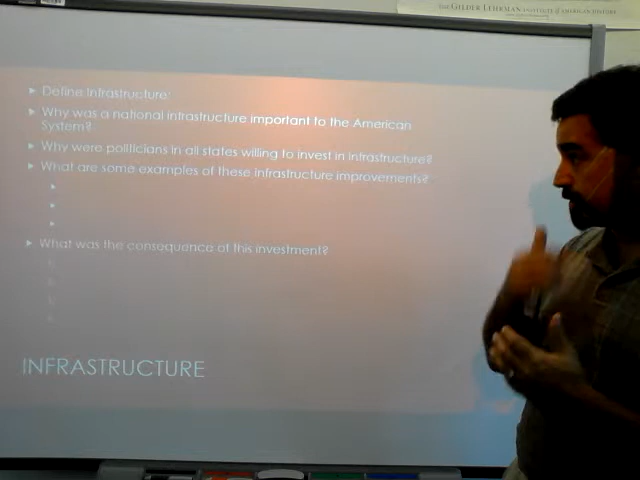 THE GILDER LEHRMAN INSTITUTE of AMERICAN HISTORY
Define Infrastructure:
Why was a national infrastructure important to the American
System?
Why were politicians in all states willing to invest in infrastructure?
What are some examples of these infrastructure improvements?
What was the consequence of this investment?
INFRASTRUCTURE